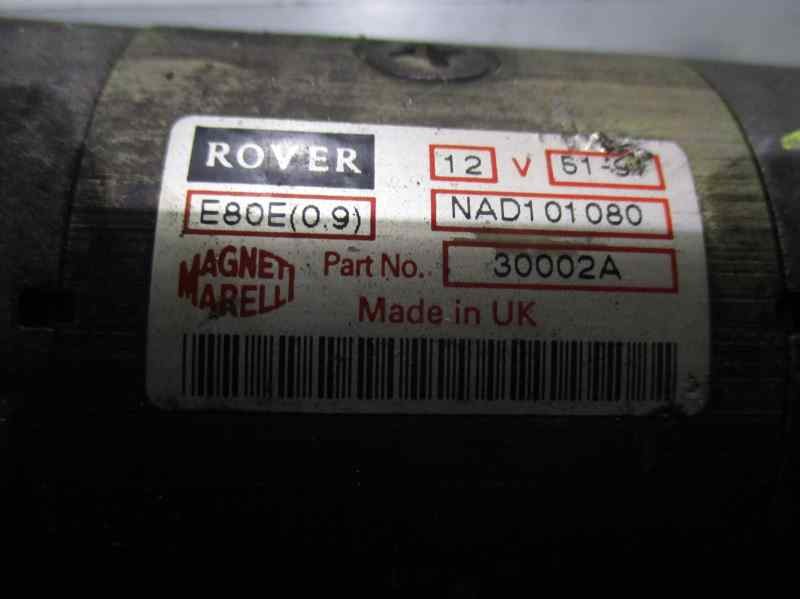 ROVER 12 V
E80E(0.9) NAD101080
MAGNETI MARELLI Part No. 30002A
Made in UK